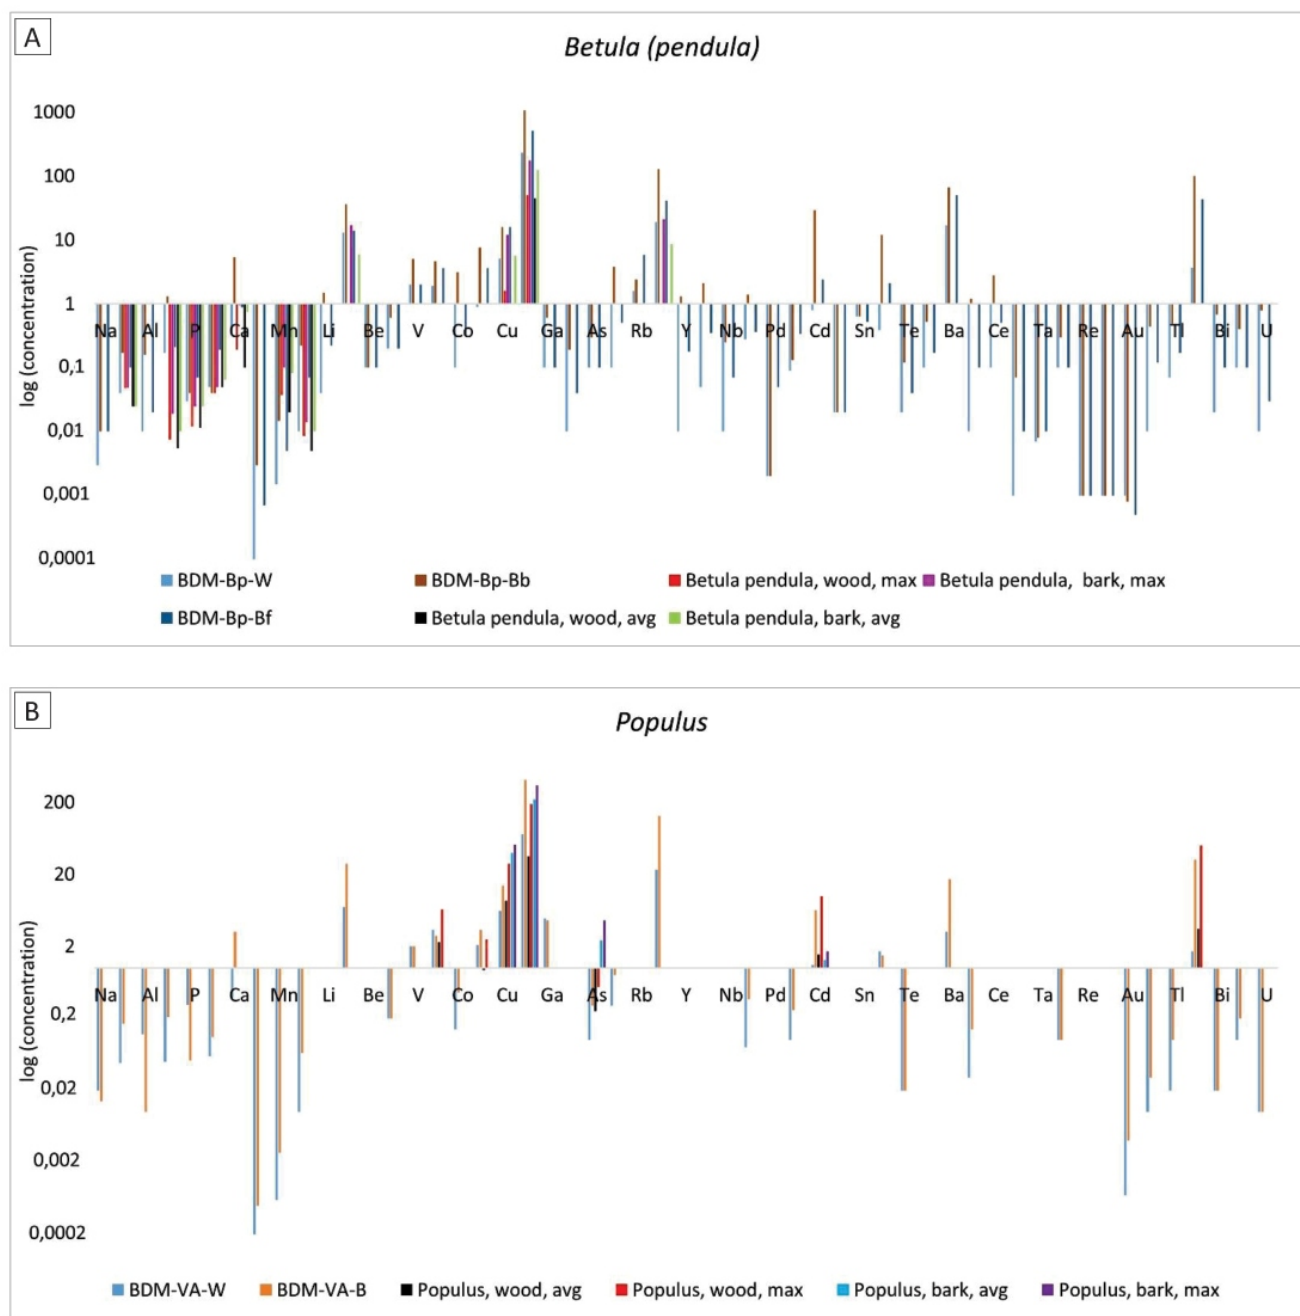 A
Betula (pendula)
1000
100
10
1
0,1
0,01
0,001
0,0001
log (concentration)
Na Al P Ca Mn Li Be V Co Cu Ga As Rb Y Nb Pd Cd Sn Te Ba Ce Ta Re Au Tl Bi U
BDM-Bp-W BDM-Bp-Bb Betula pendula, wood, max Betula pendula, bark, max
BDM-Bp-Bf Betula pendula, wood, avg Betula pendula, bark, avg
B
Populus
200
20
2
0,2
0,02
0,002
0,0002
log (concentration)
Na Al P Ca Mn Li Be V Co Cu Ga As Rb Y Nb Pd Cd Sn Te Ba Ce Ta Re Au Tl Bi U
BDM-VA-W BDM-VA-B Populus, wood, avg Populus, wood, max Populus, bark, avg Populus, bark, max